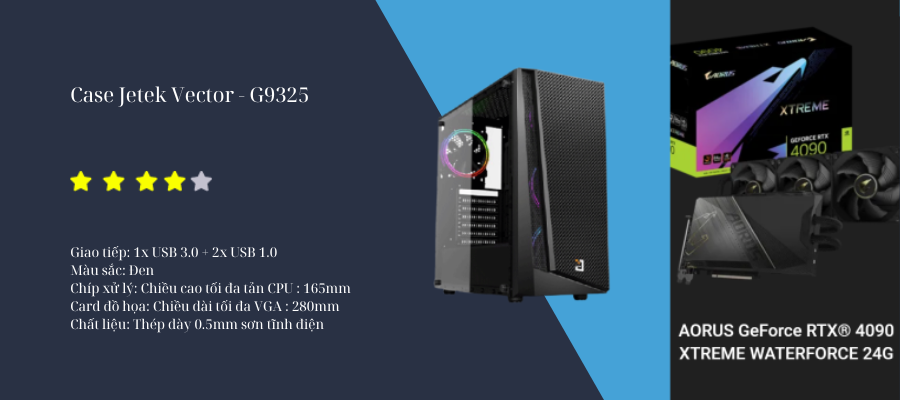 Case Jetek Vector - G9325
Giao tiếp: 1x USB 3.0 + 2x USB 1.0
Màu sắc: Đen
Chíp xử lý: Chiều cao tối đa tản CPU : 165mm
Card đồ họa: Chiều dài tối đa VGA : 280mm
Chất liệu: Thép dày 0.5mm sơn tĩnh điện
AORUS
XTREME
GEFORCE RTX
4090
AORUS GeForce RTX® 4090
XTREME WATERFORCE 24G